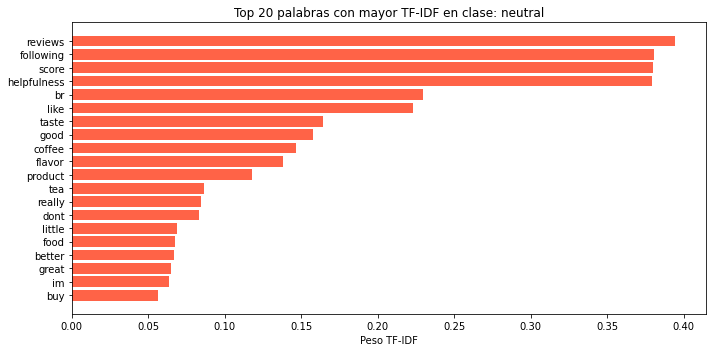 Top 20 palabras con mayor TF-IDF en clase: neutral
reviews
following
score
helpfulness
br
like
taste
good
coffee
flavor
product
tea
really
dont
little
food
better
great
im
buy
0.00 0.05 0.10 0.15 0.20 0.25 0.30 0.35 0.40
Peso TF-IDF